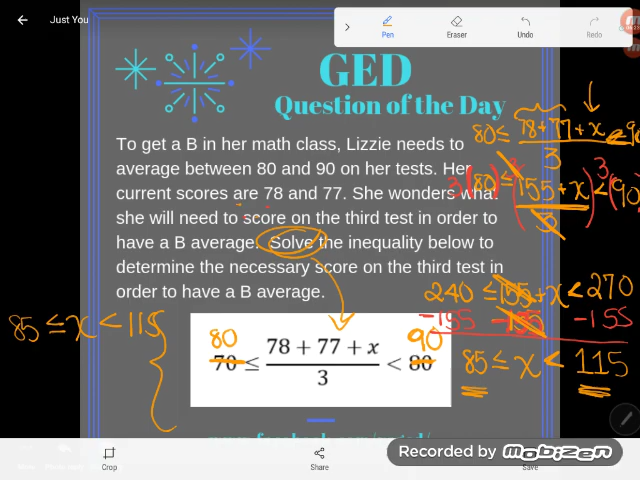 Just You
Pen
Eraser
Undo
Redo
GED
Question of the Day
To get a B in her math class, Lizzie needs to
average between 80 and 90 on her tests. Her
current scores are 78 and 77. She wonders what
she will need to score on the third test in order to
have a B average. Solve the inequality below to
determine the necessary score on the third test in
order to have a B average.
80 90
70 ≤ (78 + 77 + x)/3 < 80
80 ≤ (78+77+x)/3 < 90
3(80) ≤ 3((155+x)/3) < 3(90)
240 ≤ 155+x < 270
-155 -155 -155
85 ≤ x < 115
85 ≤ x < 115
Crop
Share
Save
Recorded by Mobizen